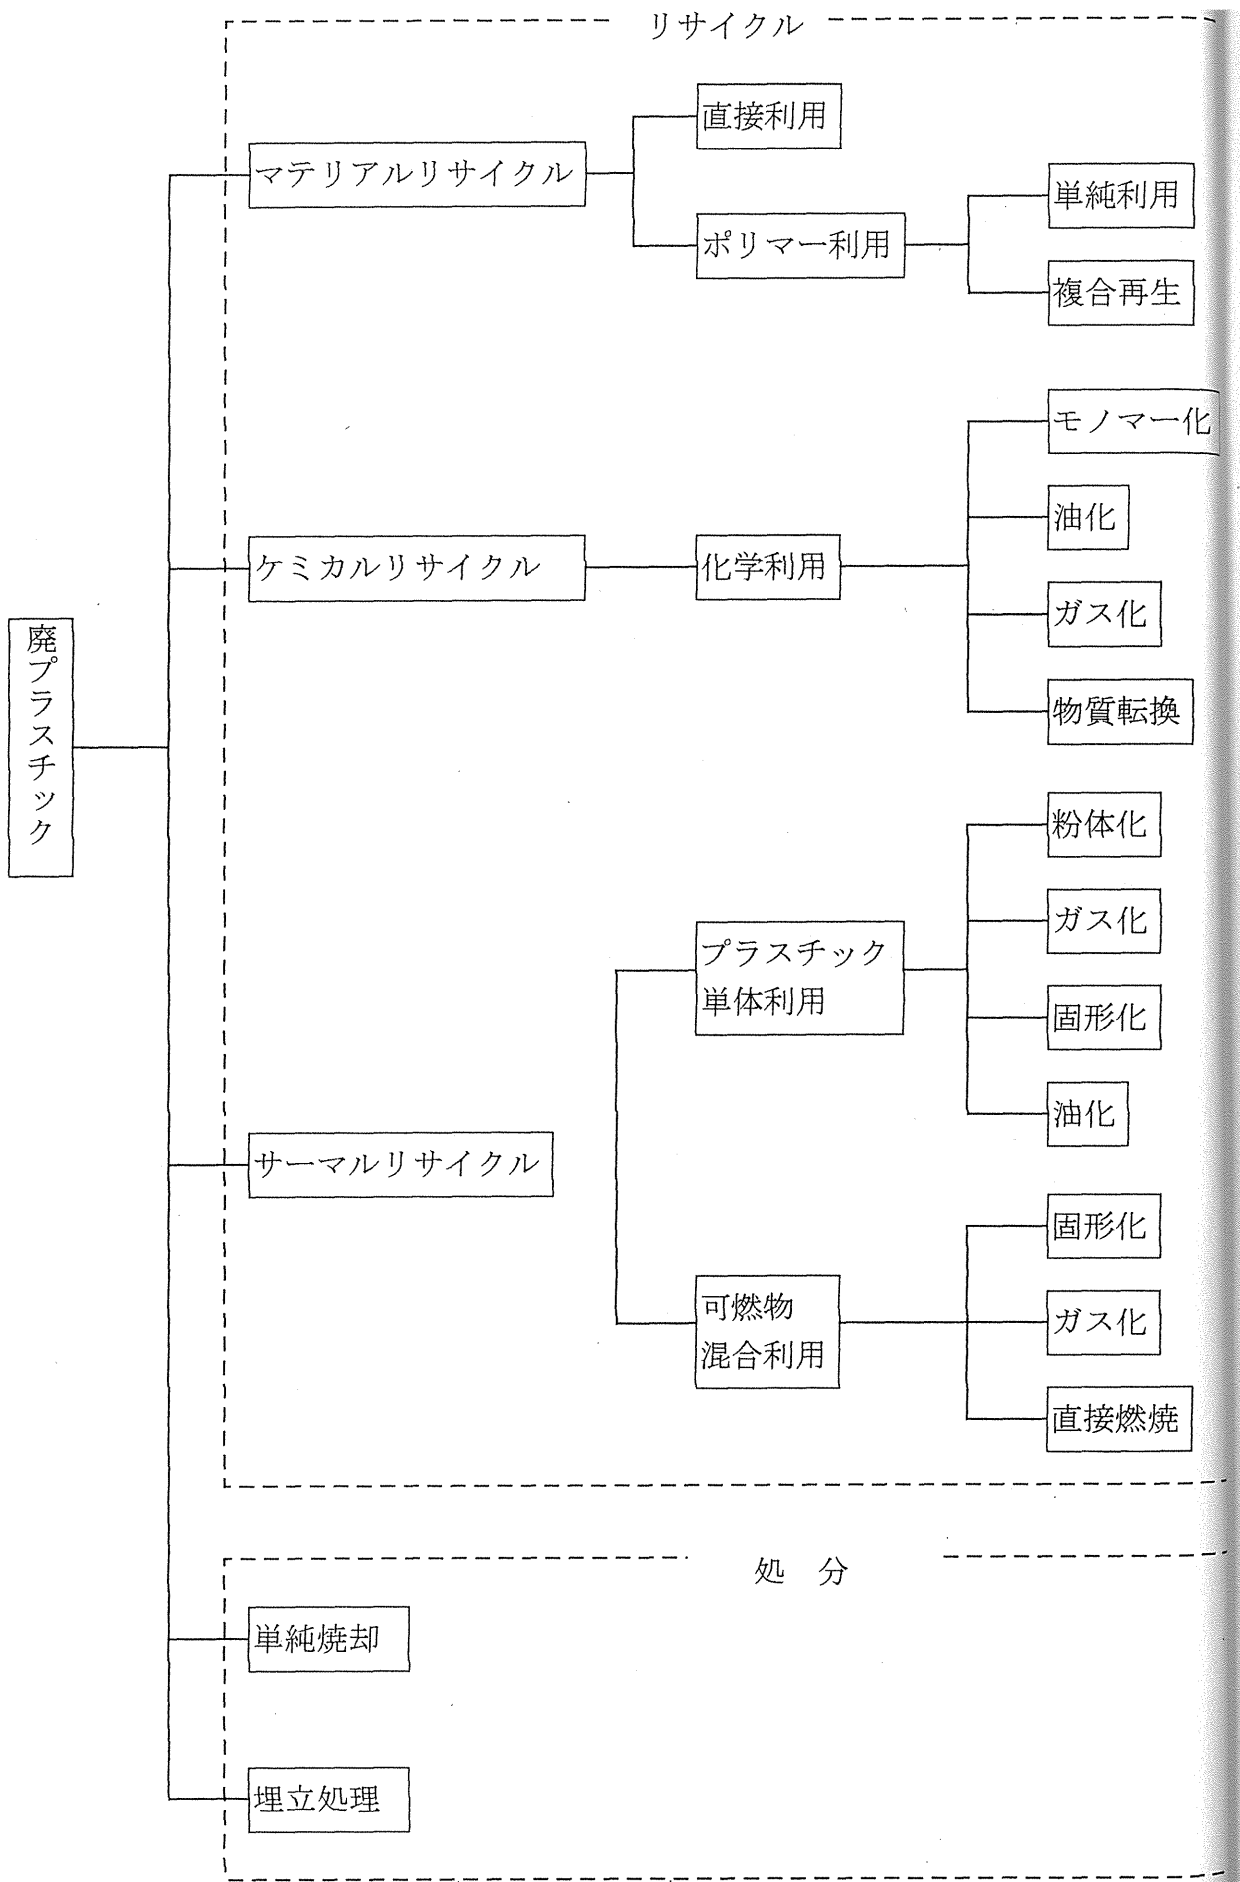 リサイクル
廃プラスチック
マテリアルリサイクル
直接利用
ポリマー利用
単純利用
複合再生
ケミカルリサイクル
化学利用
モノマー化
油化
ガス化
物質転換
サーマルリサイクル
プラスチック
単体利用
粉体化
ガス化
固形化
油化
可燃物
混合利用
固形化
ガス化
直接燃焼
処 分
単純焼却
埋立処理